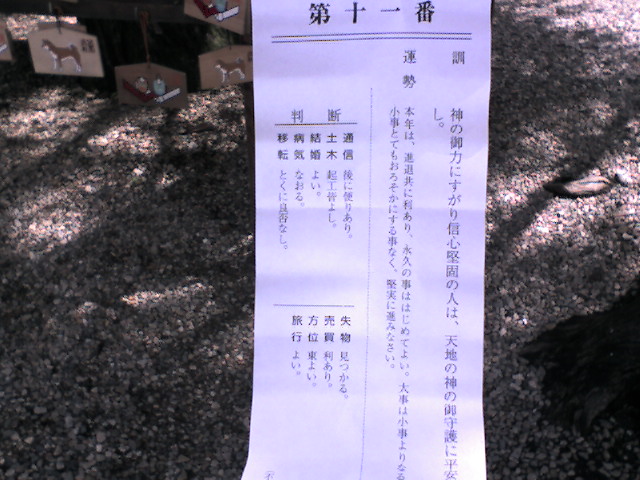 第十一番
調
神の御力にすがり信心堅固の人は、天地の神の御守護に平安
し。
運勢
本年は、進退共に利あり、永久の事ははじめてよい。大事は小事よりなる
小事とてもおろそかにする事なく、堅実に進みなさい。
判断
通信 後に便りあり。
土木 起工皆よし。
結婚 よい。
病気 なおる。
移転 とくに良否なし。
失物 見つかる。
売買 利あり。
方位 東よい。
旅行 よい。